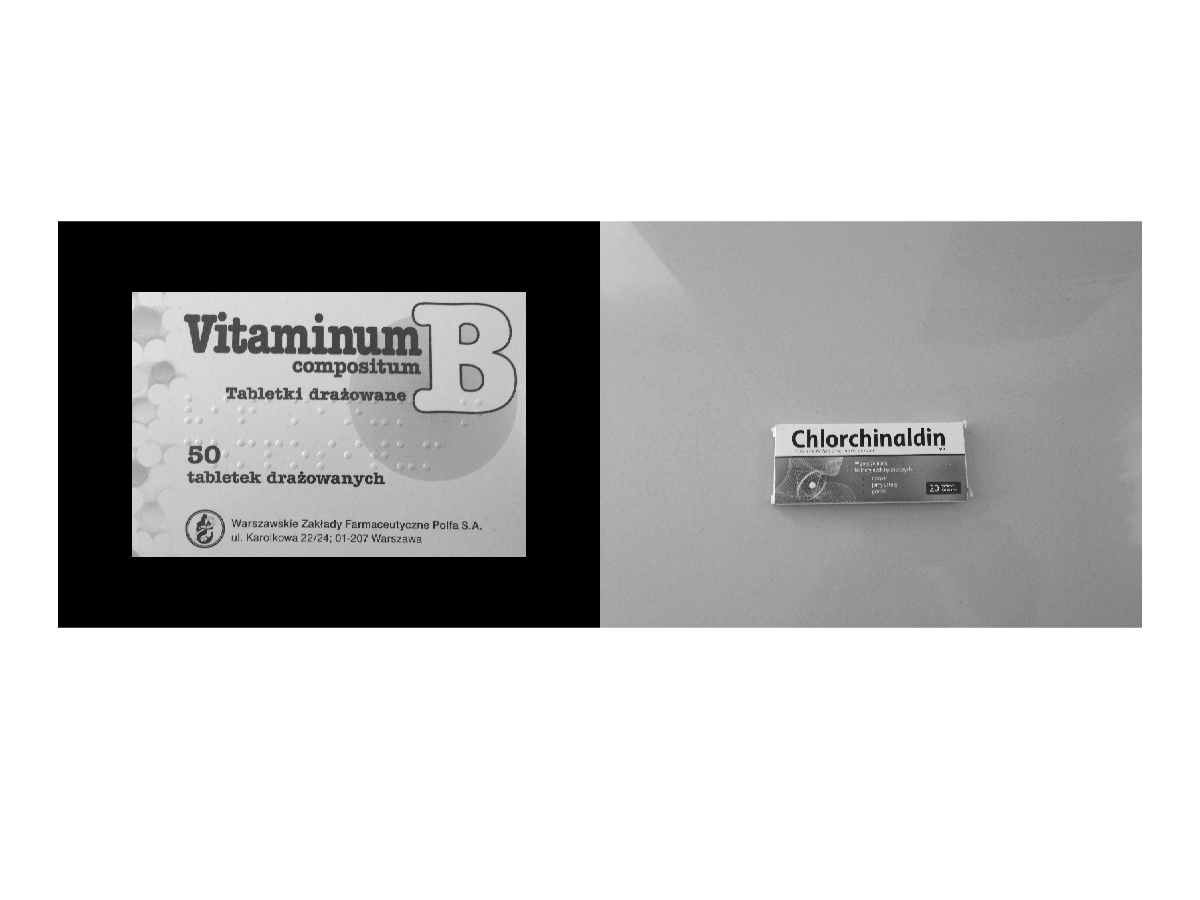 Vitaminum B
compositum
Tabletki drażowane
50
tabletek drażowanych
Warszawskie Zakłady Farmaceutyczne Polfa S.A.
ul. Karolkowa 22/24; 01-207 Warszawa
Chlorchinaldin
20